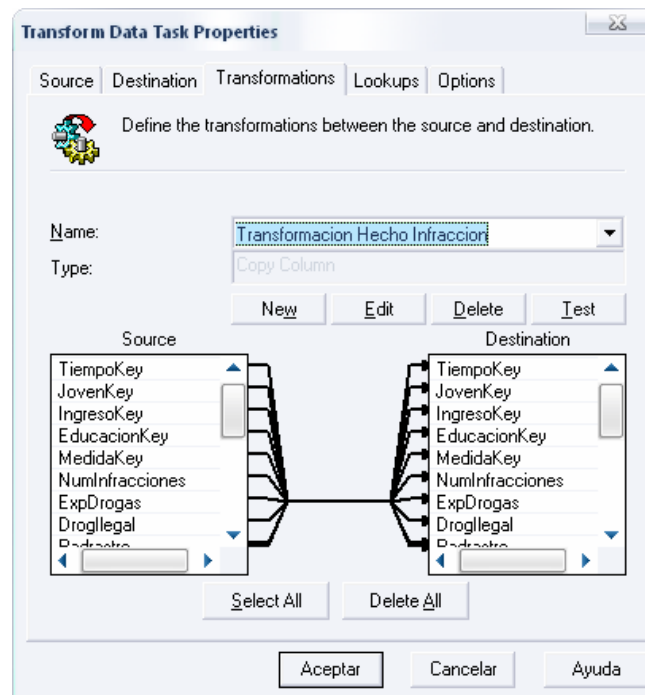 Transform Data Task Properties
Source Destination Transformations Lookups Options
Define the transformations between the source and destination.
Name: Transformacion Hecho Infraccion
Type: Copy Column
New Edit Delete Test
Source Destination
TiempoKey TiempoKey
JovenKey JovenKey
IngresoKey IngresoKey
EducacionKey EducacionKey
MedidaKey MedidaKey
NumInfracciones NumInfracciones
ExpDrogas ExpDrogas
DrogIlegal DrogIlegal
Select All Delete All
Aceptar Cancelar Ayuda